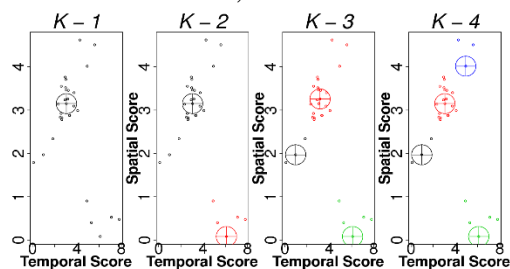 K - 1
K - 2
K - 3
K - 4
0 1 2 3 4
Spatial Score
0 1 2 3 4
Spatial Score
0 1 2 3 4
Spatial Score
0 1 2 3 4
0 4 8
0 4 8
0 4 8
0 4 8
Temporal Score
Temporal Score
Temporal Score
Temporal Score